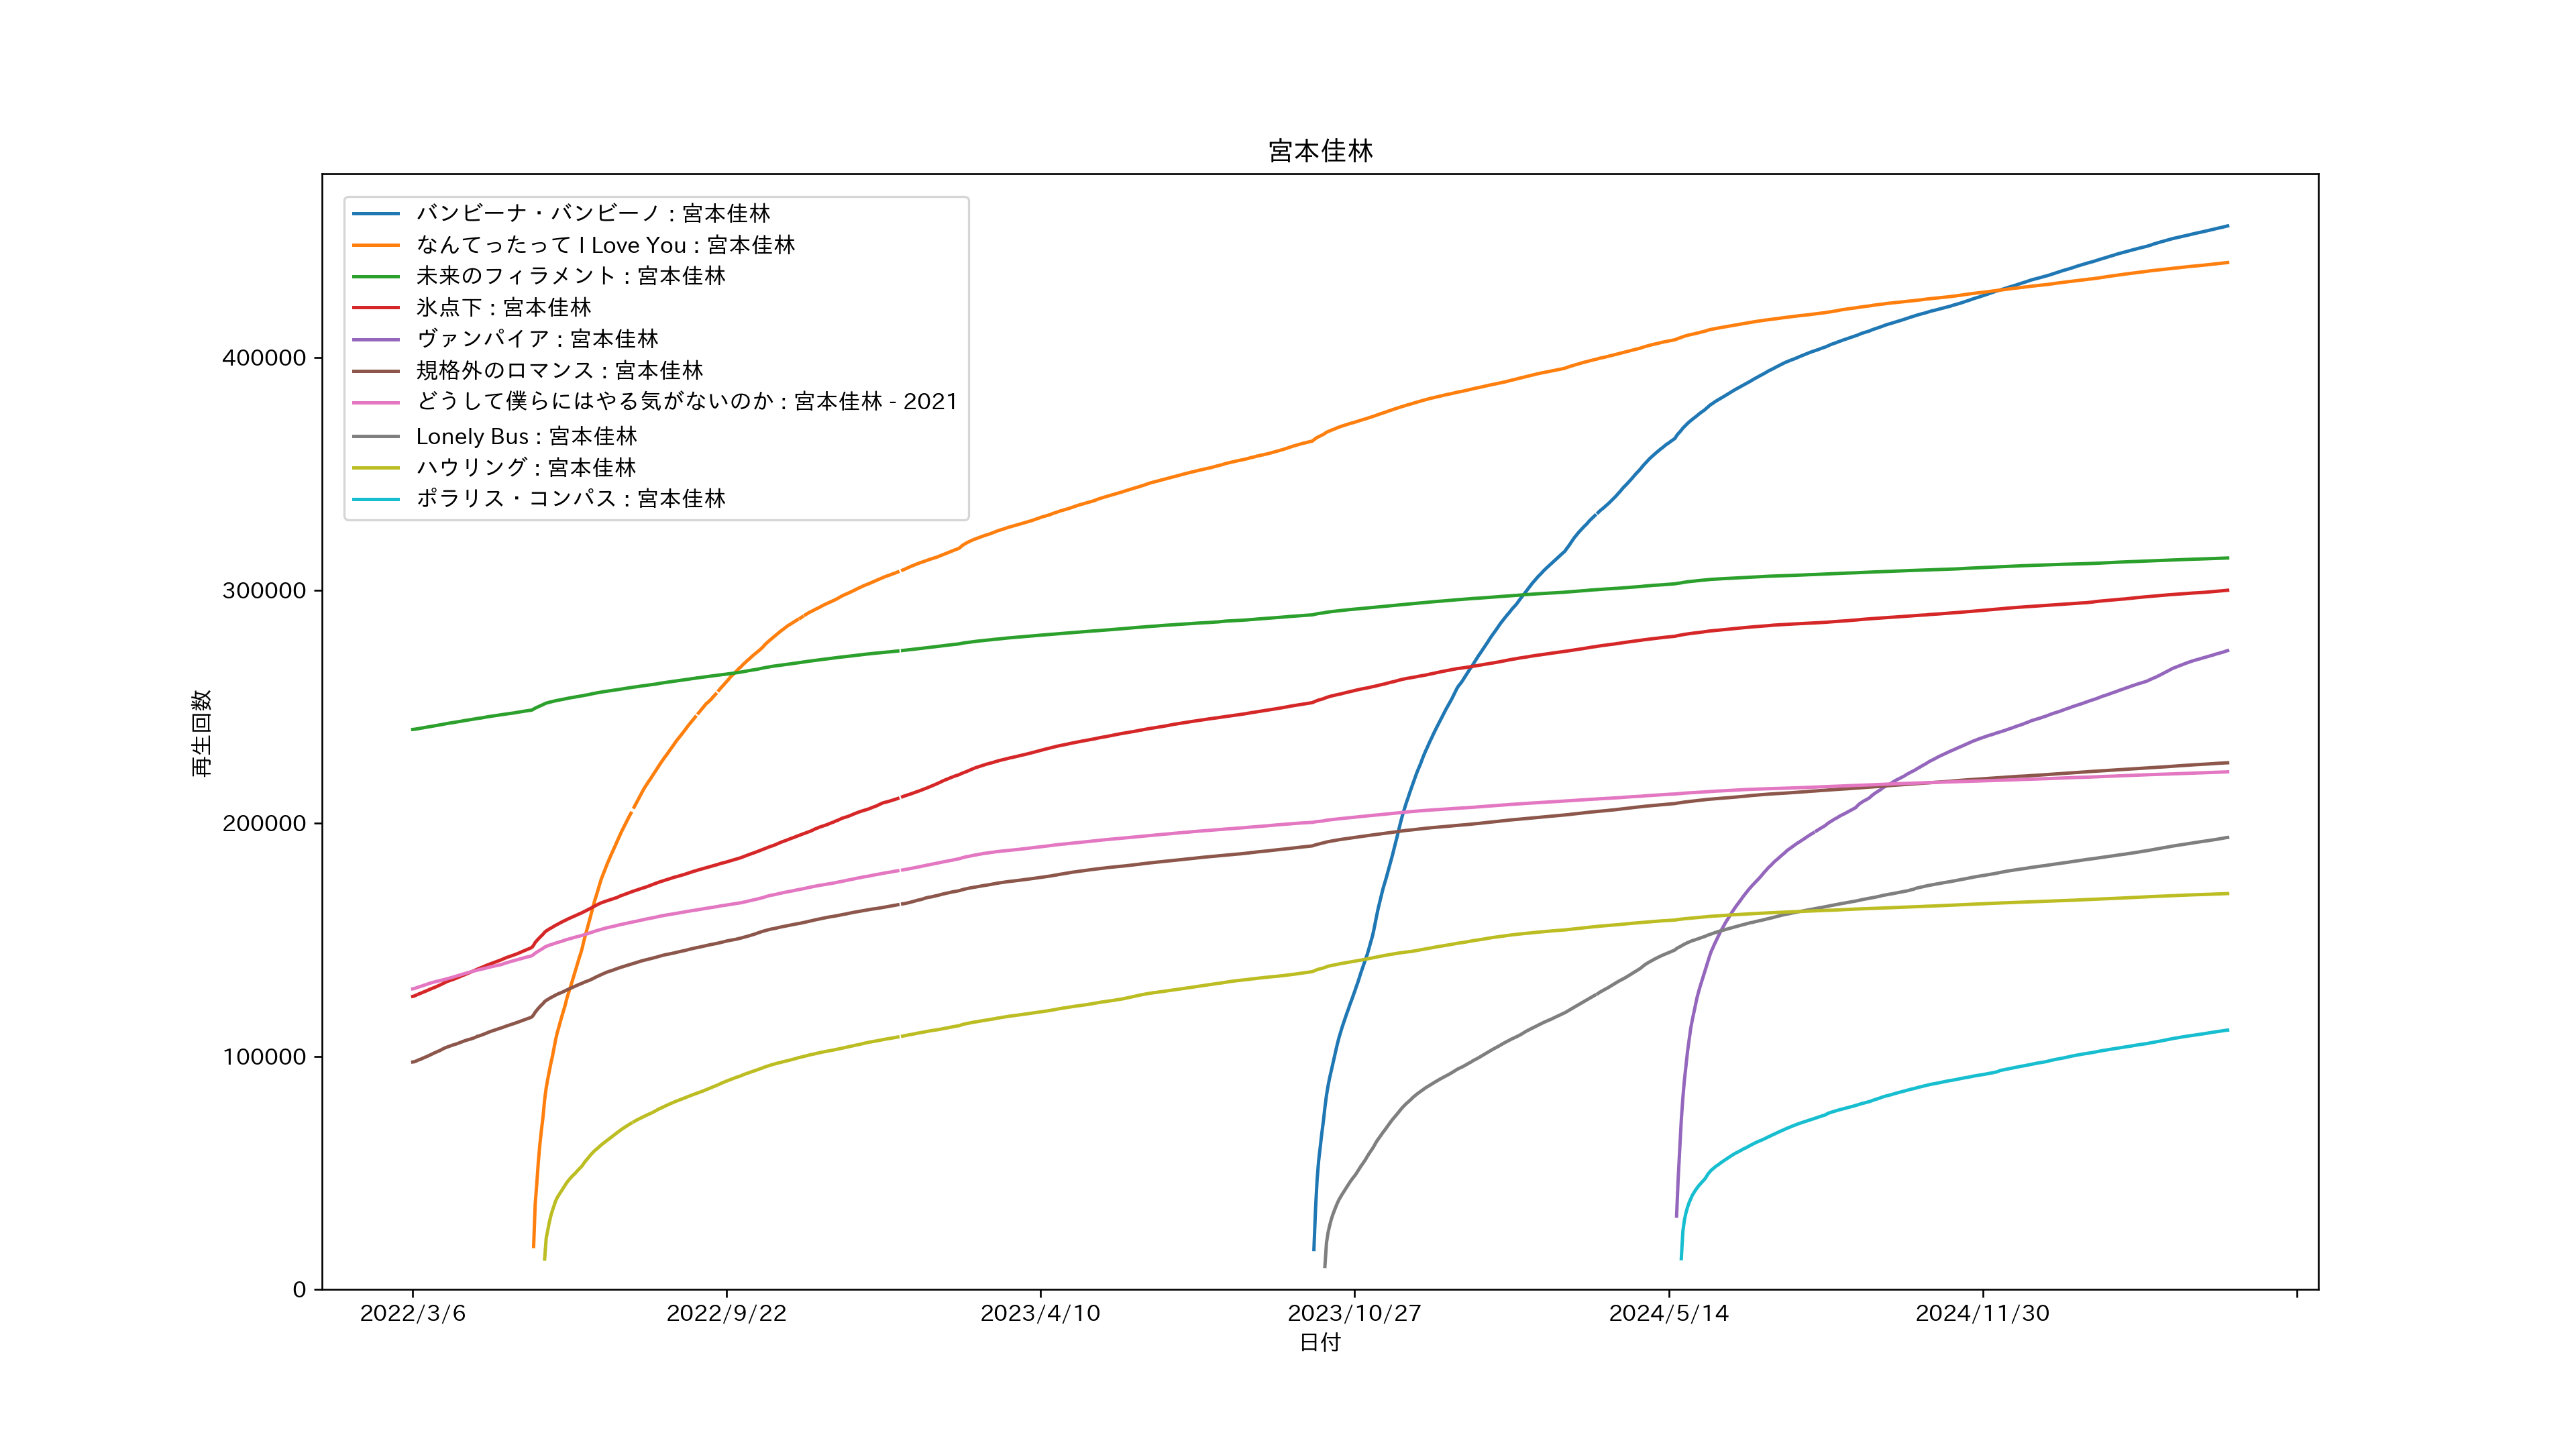 宮本佳林
バンビーナ・バンビーノ : 宮本佳林
なんてったって I Love You : 宮本佳林
未来のフィラメント : 宮本佳林
氷点下 : 宮本佳林
ヴァンパイア : 宮本佳林
規格外のロマンス : 宮本佳林
どうして僕らにはやる気がないのか : 宮本佳林 - 2021
Lonely Bus : 宮本佳林
ハウリング : 宮本佳林
ポラリス・コンパス : 宮本佳林
400000
300000
200000
100000
0
再生回数
2022/3/6 2022/9/22 2023/4/10 2023/10/27 2024/5/14 2024/11/30
日付